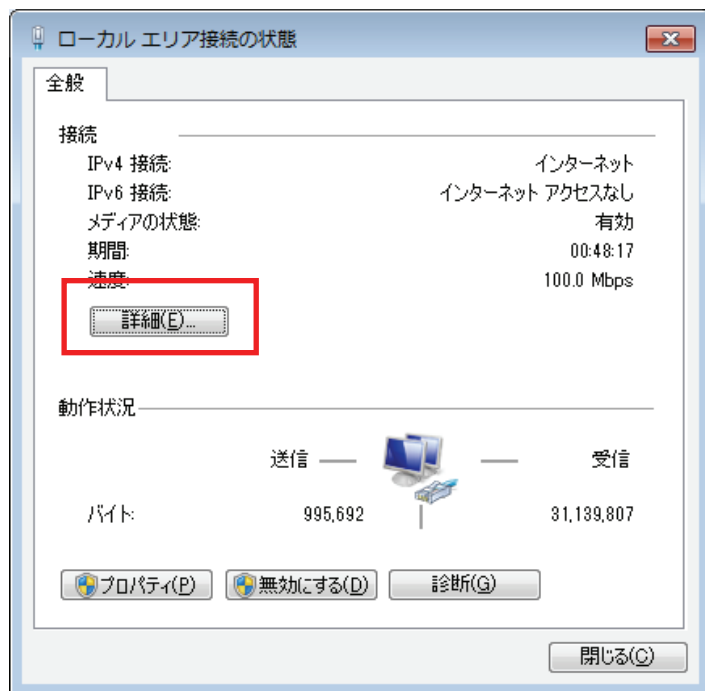 ローカル エリア接続の状態
全般
接続
IPv4 接続: インターネット
IPv6 接続: インターネット アクセスなし
メディアの状態: 有効
期間: 00:48:17
速度: 100.0 Mbps
詳細(E)...
動作状況
送信 受信
バイト: 995,692 31,139,807
プロパティ(P) 無効にする(D) 診断(G)
閉じる(C)